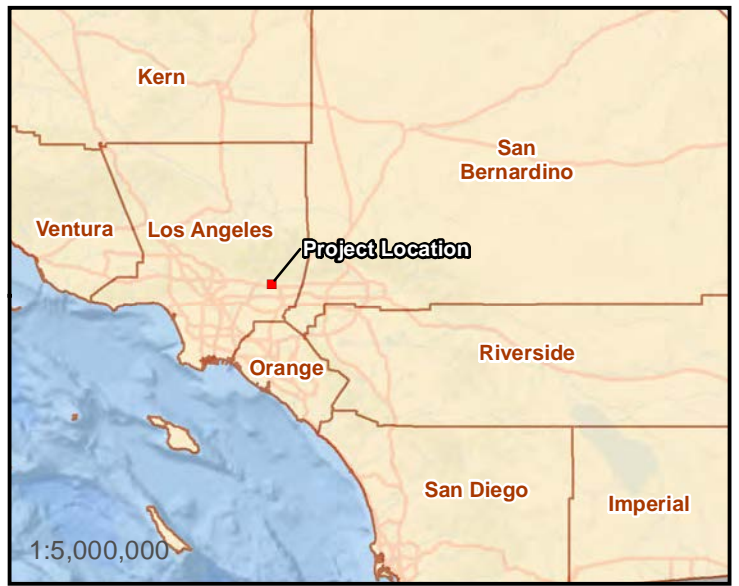 Kern
San
Bernardino
Ventura
Los Angeles
Project Location
Riverside
Orange
San Diego
Imperial
1:5,000,000